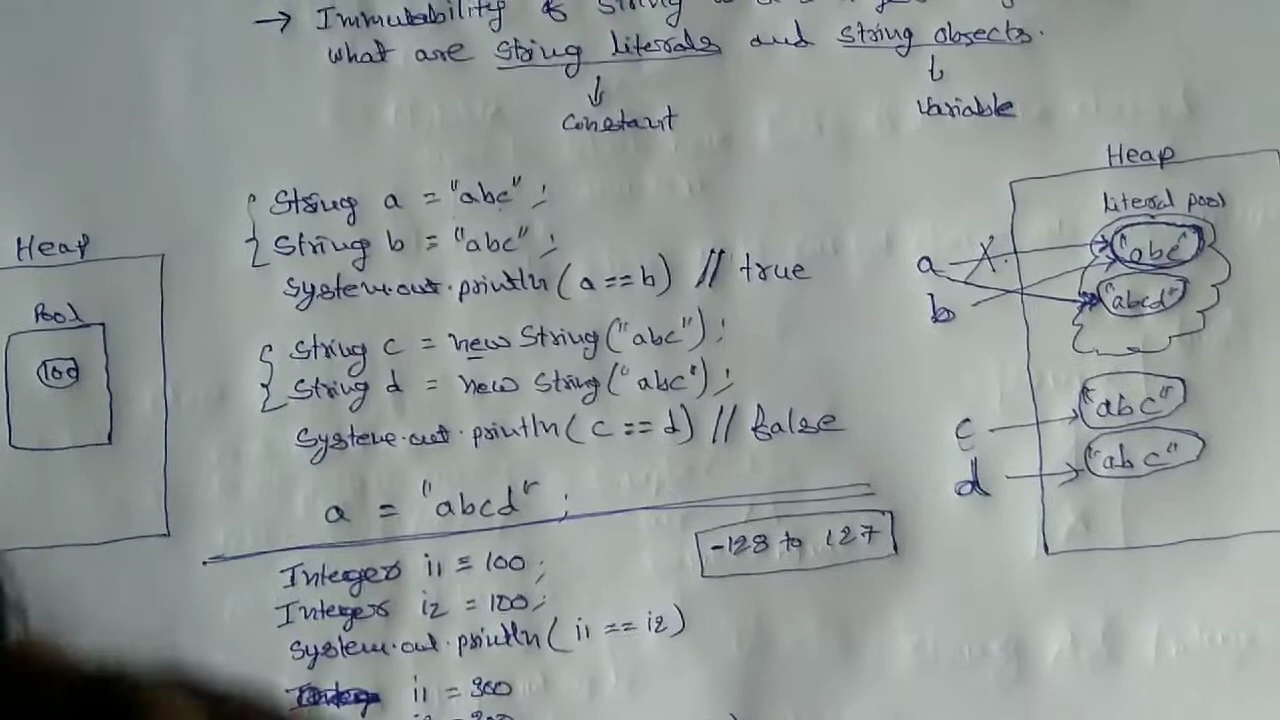 → Immutability of String
what are string literals and string objects.
constant
variable
String a = "abc";
String b = "abc";
System.out.println(a==b) // true
String c = new String("abc");
String d = new String("abc");
System.out.println(c==d) // false
a = "abcd";
-128 to 127
Integer i1 = 100;
Integer i2 = 100;
System.out.println(i1 == i2)
i1 = 300
Heap
Pool
100
Heap
literal pool
a
"abc"
b
"abcd"
c
"abc"
d
"abc"